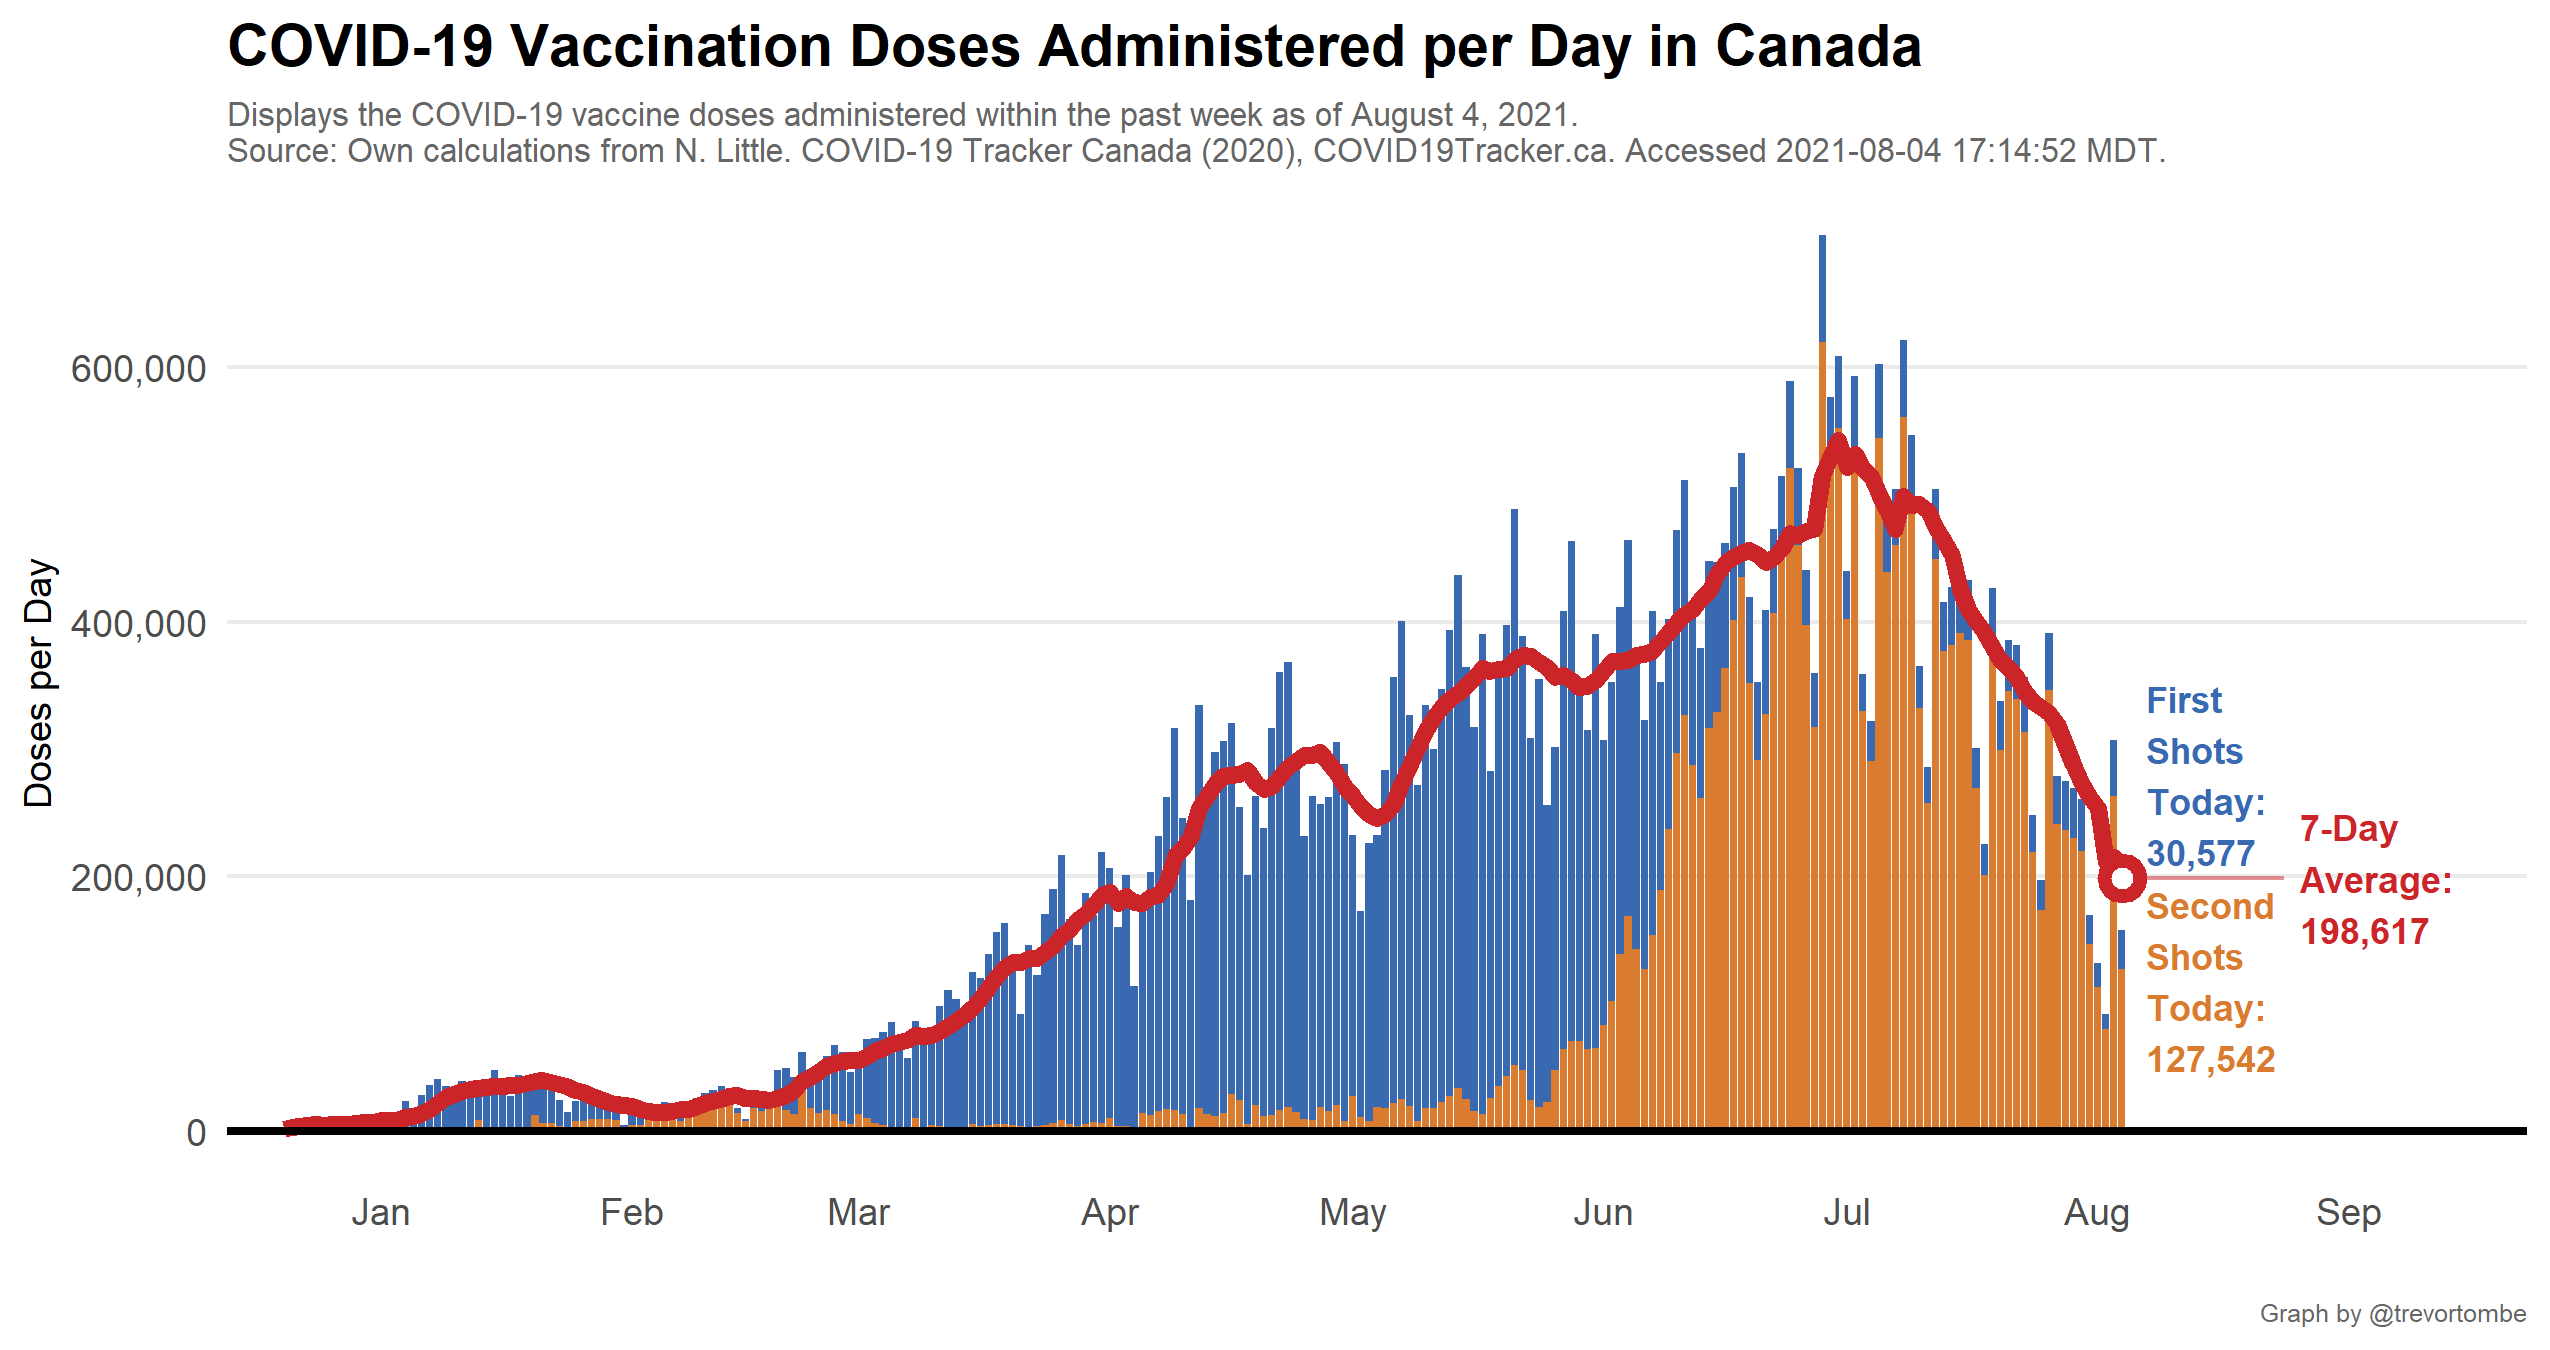 COVID-19 Vaccination Doses Administered per Day in Canada
Displays the COVID-19 vaccine doses administered within the past week as of August 4, 2021.
Source: Own calculations from N. Little. COVID-19 Tracker Canada (2020), COVID19Tracker.ca. Accessed 2021-08-04 17:14:52 MDT.
Doses per Day
600,000
400,000
200,000
0
First
Shots
Today:
30,577
Second
Shots
Today:
127,542
7-Day
Average:
198,617
Jan
Feb
Mar
Apr
May
Jun
Jul
Aug
Sep
Graph by @trevortombe